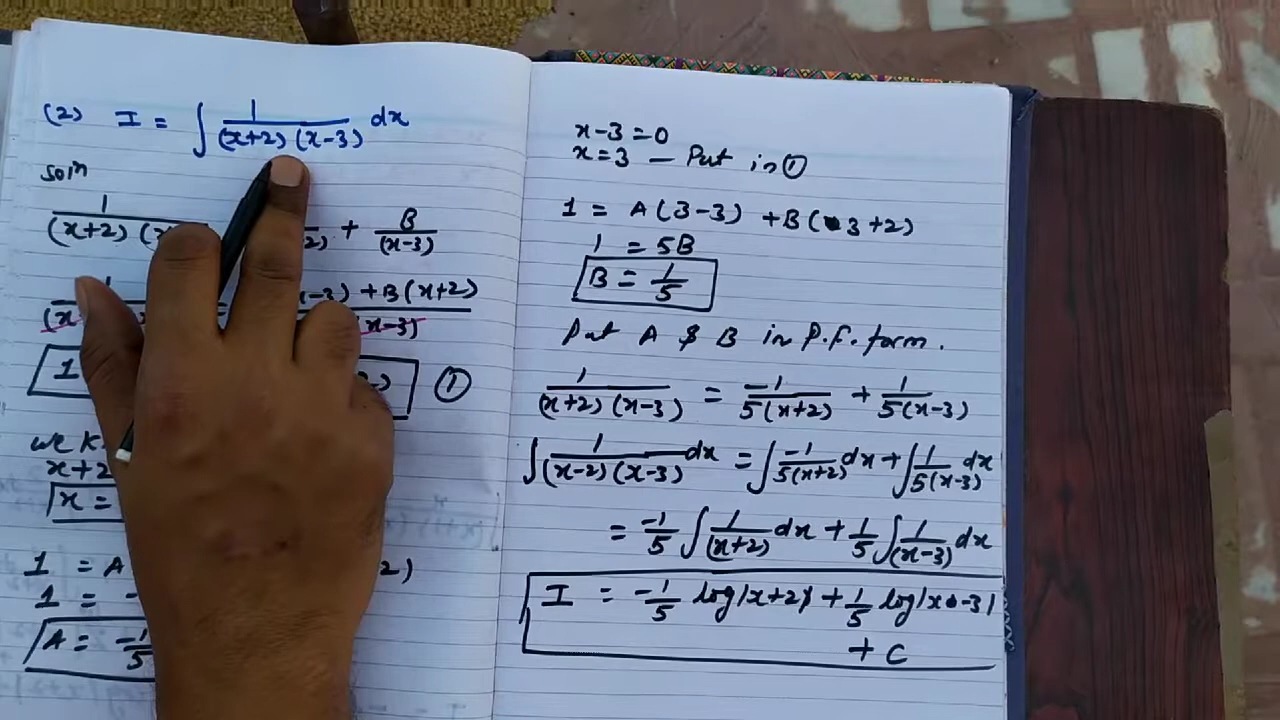 (2) I = ∫ 1/((x+2)(x-3)) dx
soln
1/((x+2)(x + B/(x-3)
-3) + B(x+2)
(x-3)
1 ①
we k
x+2
x =
1 = A 2)
1 = -
A = -1/5
x-3=0
x=3 — Put in ①
1 = A(3-3) + B(3+2)
1 = 5B
B = 1/5
Put A & B in P.F. form.
1/((x+2)(x-3)) = -1/(5(x+2)) + 1/(5(x-3))
∫ 1/((x-2)(x-3)) dx = ∫ -1/(5(x+2)) dx + ∫ 1/(5(x-3)) dx
= -1/5 ∫ 1/(x+2) dx + 1/5 ∫ 1/(x-3) dx
I = -1/5 log|x+2| + 1/5 log|x-3|
+ C